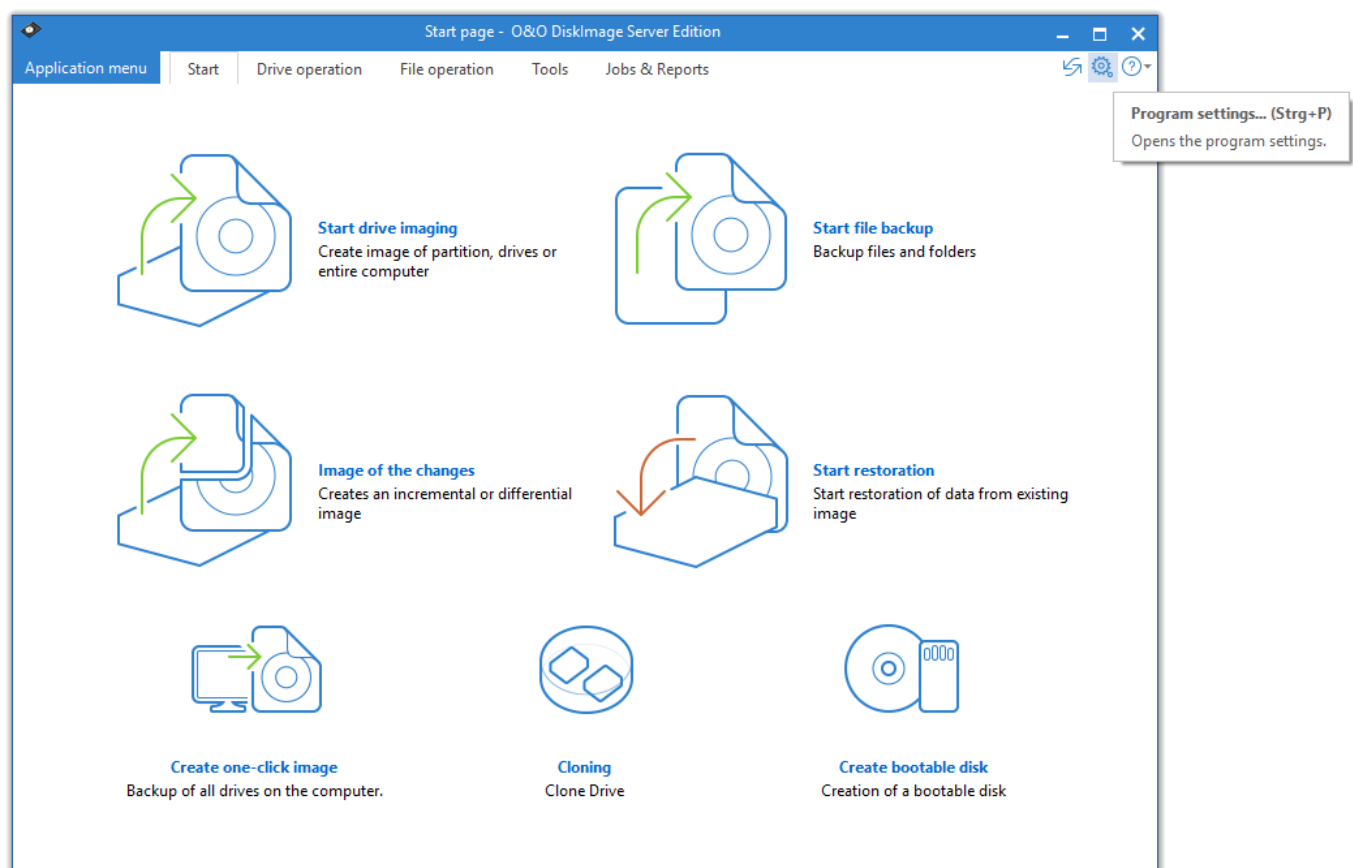 Start page - O&O DiskImage Server Edition
Application menu Start Drive operation File operation Tools Jobs & Reports
Program settings... (Strg+P)
Opens the program settings.
Start drive imaging
Create image of partition, drives or
entire computer
Start file backup
Backup files and folders
Image of the changes
Creates an incremental or differential
image
Start restoration
Start restoration of data from existing
image
Create one-click image
Backup of all drives on the computer.
Cloning
Clone Drive
Create bootable disk
Creation of a bootable disk